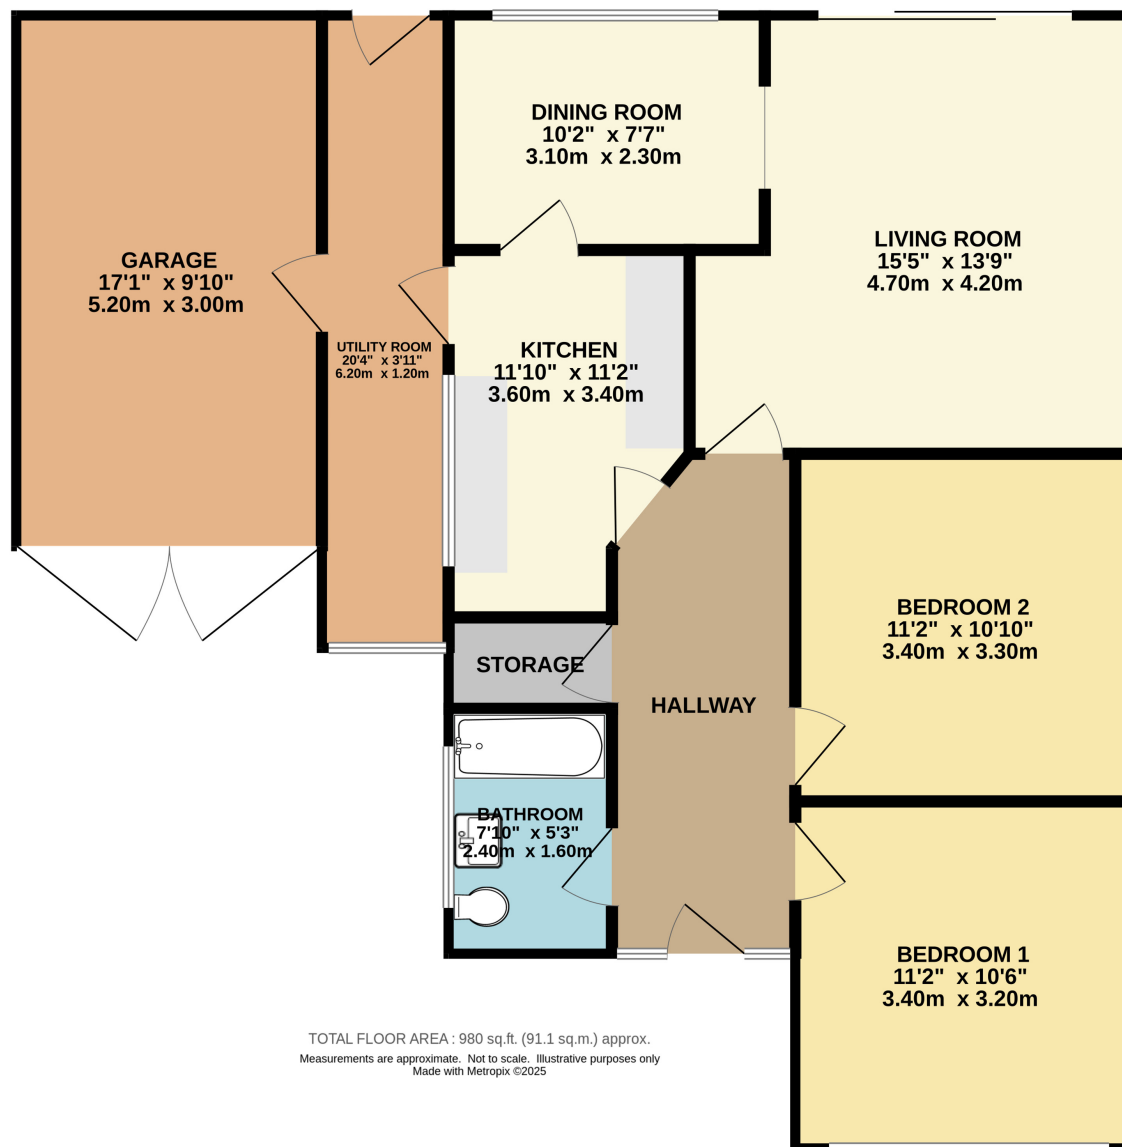 DINING ROOM
10'2" x 7'7"
3.10m x 2.30m
LIVING ROOM
15'5" x 13'9"
4.70m x 4.20m
GARAGE
17'1" x 9'10"
5.20m x 3.00m
UTILITY ROOM
20'4" x 3'11"
6.20m x 1.20m
KITCHEN
11'10" x 11'2"
3.60m x 3.40m
BEDROOM 2
11'2" x 10'10"
3.40m x 3.30m
STORAGE
HALLWAY
BATHROOM
7'10" x 5'3"
2.40m x 1.60m
BEDROOM 1
11'2" x 10'6"
3.40m x 3.20m
TOTAL FLOOR AREA : 980 sq.ft. (91.1 sq.m.) approx.
Measurements are approximate. Not to scale. Illustrative purposes only
Made with Metropix ©2025